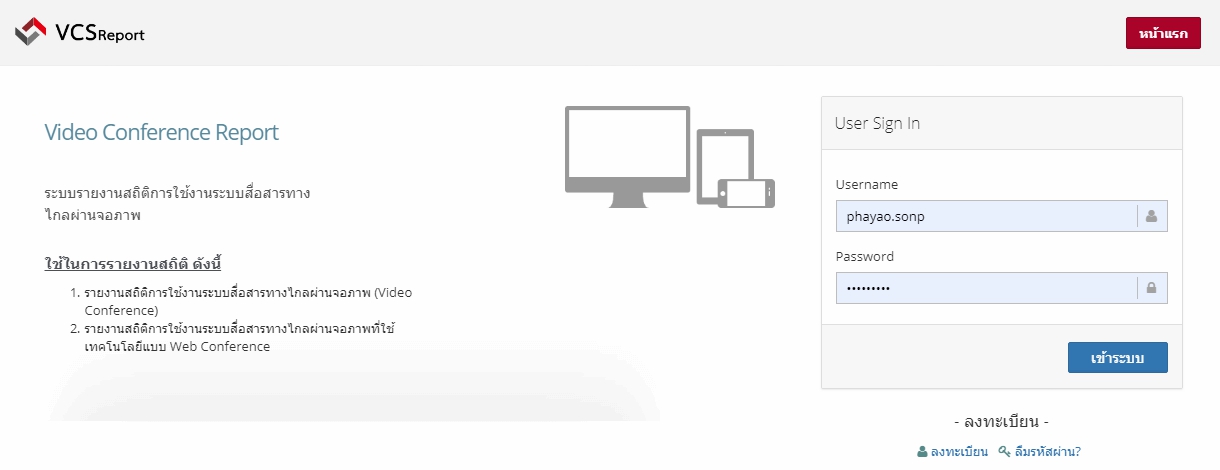 VCSReport
หน้าแรก
Video Conference Report
ระบบรายงานสถิติการใช้งานระบบสื่อสารทาง
ไกลผ่านจอภาพ
ใช้ในการรายงานสถิติ ดังนี้
1. รายงานสถิติการใช้งานระบบสื่อสารทางไกลผ่านจอภาพ (Video
Conference)
2. รายงานสถิติการใช้งานระบบสื่อสารทางไกลผ่านจอภาพที่ใช้
เทคโนโลยีแบบ Web Conference
User Sign In
Username
phayao.sonp
Password
•••••••••
เข้าระบบ
- ลงทะเบียน -
ลงทะเบียน ลืมรหัสผ่าน?